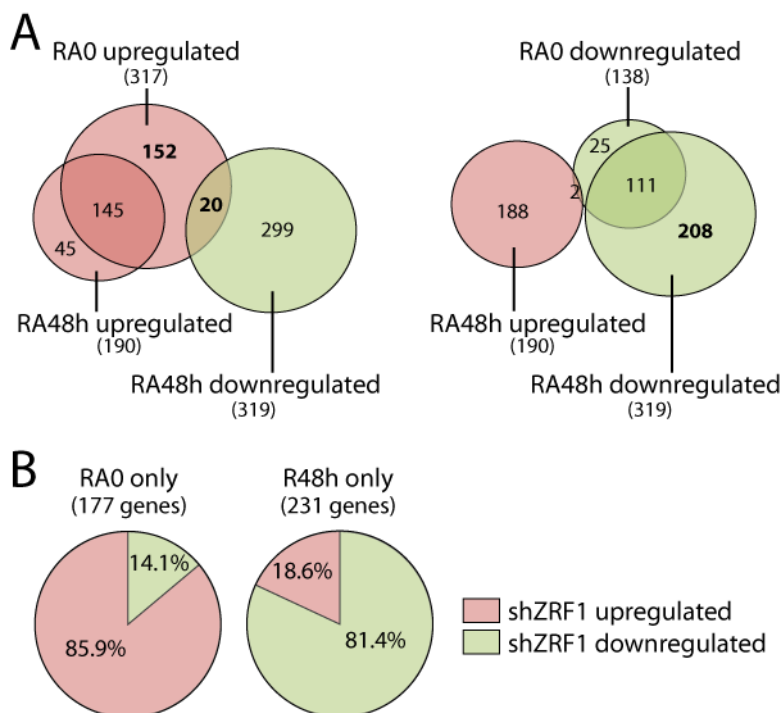 A
RA0 upregulated
(317)
152
145
20
299
45
RA48h upregulated
(190)
RA48h downregulated
(319)
RA0 downregulated
(138)
25
2
111
188
208
RA48h upregulated
(190)
RA48h downregulated
(319)
B
RA0 only
(177 genes)
14.1%
85.9%
R48h only
(231 genes)
18.6%
81.4%
shZRF1 upregulated
shZRF1 downregulated